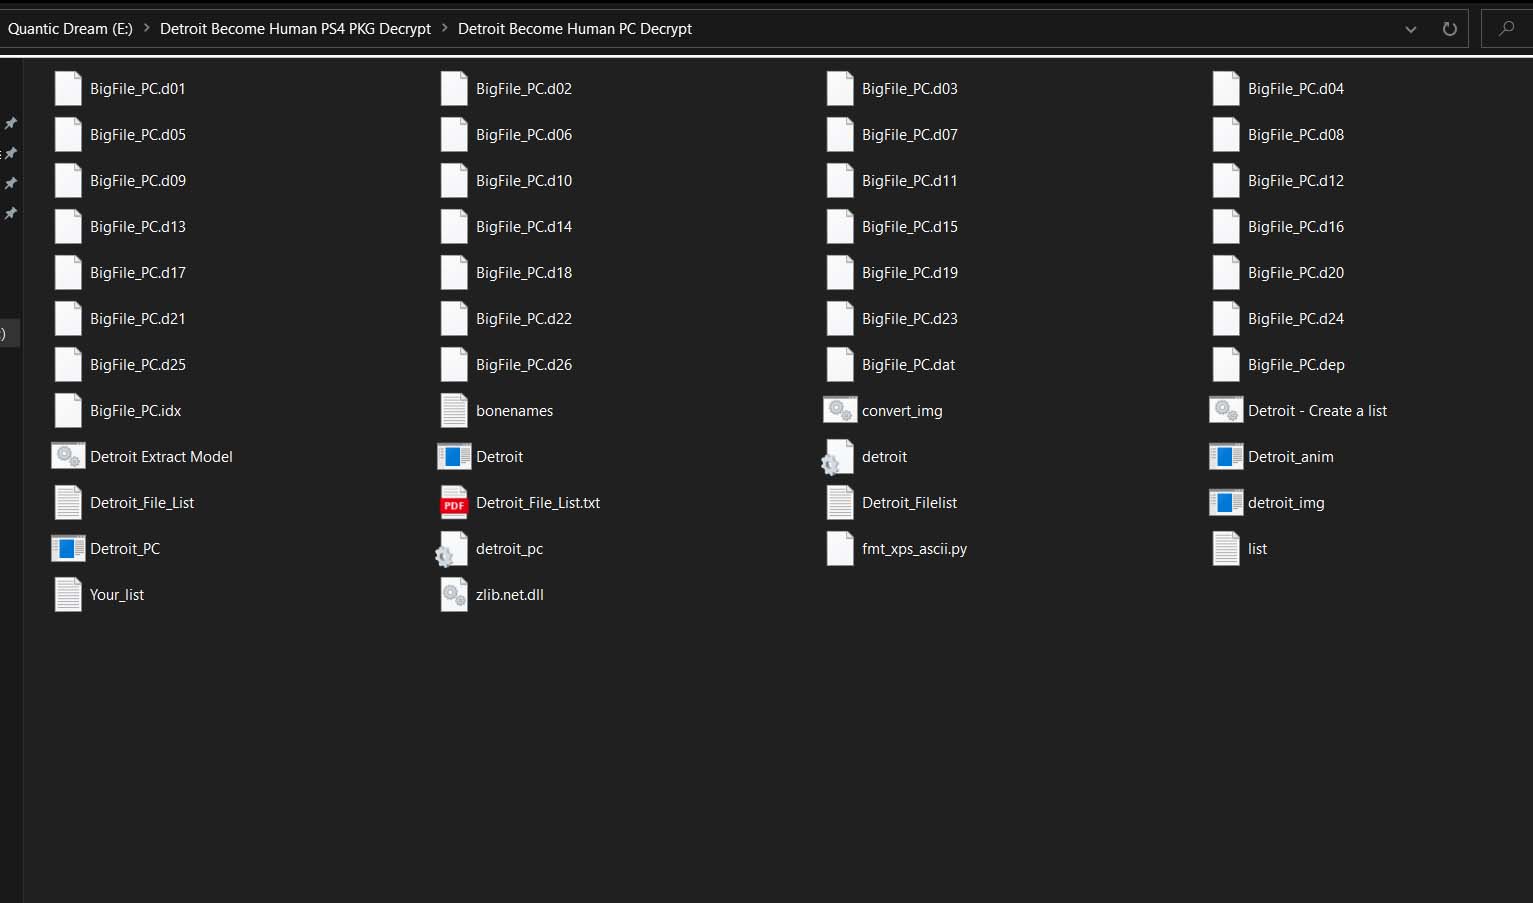 Quantic Dream (E:) > Detroit Become Human PS4 PKG Decrypt > Detroit Become Human PC Decrypt
BigFile_PC.d01 BigFile_PC.d02 BigFile_PC.d03 BigFile_PC.d04
BigFile_PC.d05 BigFile_PC.d06 BigFile_PC.d07 BigFile_PC.d08
BigFile_PC.d09 BigFile_PC.d10 BigFile_PC.d11 BigFile_PC.d12
BigFile_PC.d13 BigFile_PC.d14 BigFile_PC.d15 BigFile_PC.d16
BigFile_PC.d17 BigFile_PC.d18 BigFile_PC.d19 BigFile_PC.d20
BigFile_PC.d21 BigFile_PC.d22 BigFile_PC.d23 BigFile_PC.d24
BigFile_PC.d25 BigFile_PC.d26 BigFile_PC.dat BigFile_PC.dep
BigFile_PC.idx bonenames convert_img Detroit - Create a list
Detroit Extract Model Detroit detroit Detroit_anim
Detroit_File_List PDF Detroit_File_List.txt Detroit_Filelist detroit_img
Detroit_PC detroit_pc fmt_xps_ascii.py list
Your_list zlib.net.dll